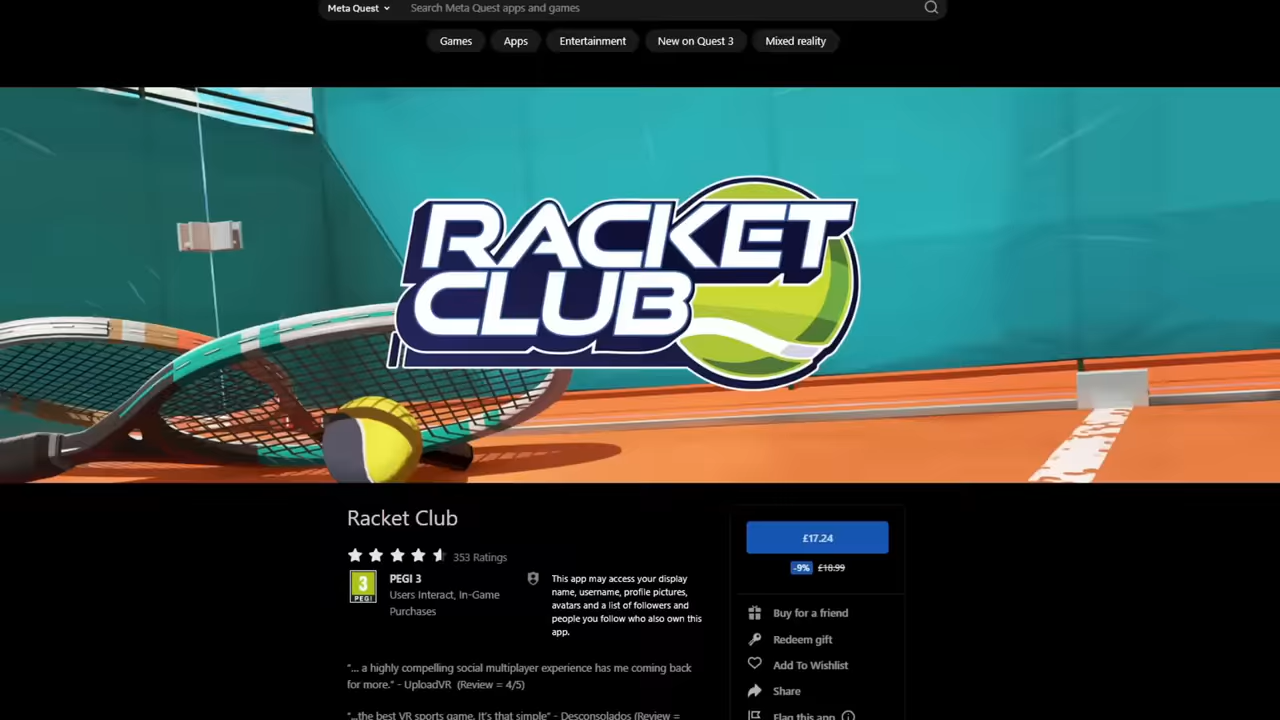 Meta Quest
Search Meta Quest apps and games
Games
Apps
Entertainment
New on Quest 3
Mixed reality
RACKET
CLUB
Racket Club
353 Ratings
£17.24
-9% £18.99
3
PEGI
PEGI 3
Users Interact, In-Game
Purchases
This app may access your display
name, username, profile pictures,
avatars and a list of followers and
people you follow who also own this
app.
Buy for a friend
Redeem gift
Add To Wishlist
Share
Flag this app
"... a highly compelling social multiplayer experience has me coming back
for more." - UploadVR (Review = 4/5)
"...the best VR sports game. It's that simple" - Desconsolados (Review =